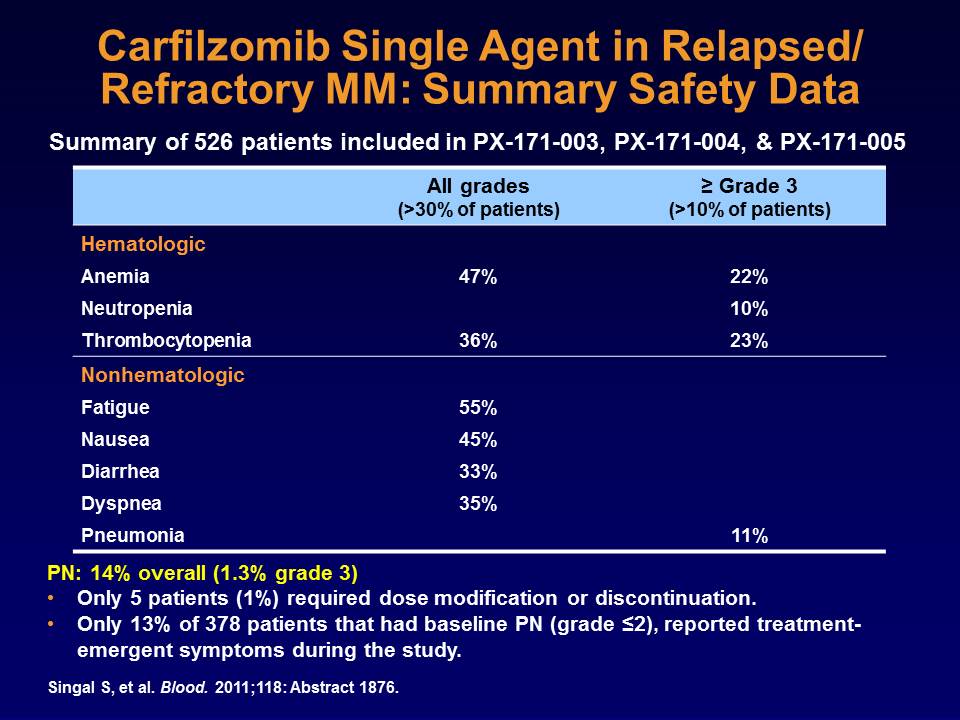 Carfilzomib Single Agent in Relapsed/
Refractory MM: Summary Safety Data
Summary of 526 patients included in PX-171-003, PX-171-004, & PX-171-005
All grades ≥ Grade 3
(>30% of patients) (>10% of patients)
Hematologic
Anemia 47% 22%
Neutropenia 10%
Thrombocytopenia 36% 23%
Nonhematologic
Fatigue 55%
Nausea 45%
Diarrhea 33%
Dyspnea 35%
Pneumonia 11%
PN: 14% overall (1.3% grade 3)
• Only 5 patients (1%) required dose modification or discontinuation.
• Only 13% of 378 patients that had baseline PN (grade ≤2), reported treatment-
emergent symptoms during the study.
Singal S, et al. Blood. 2011;118: Abstract 1876.